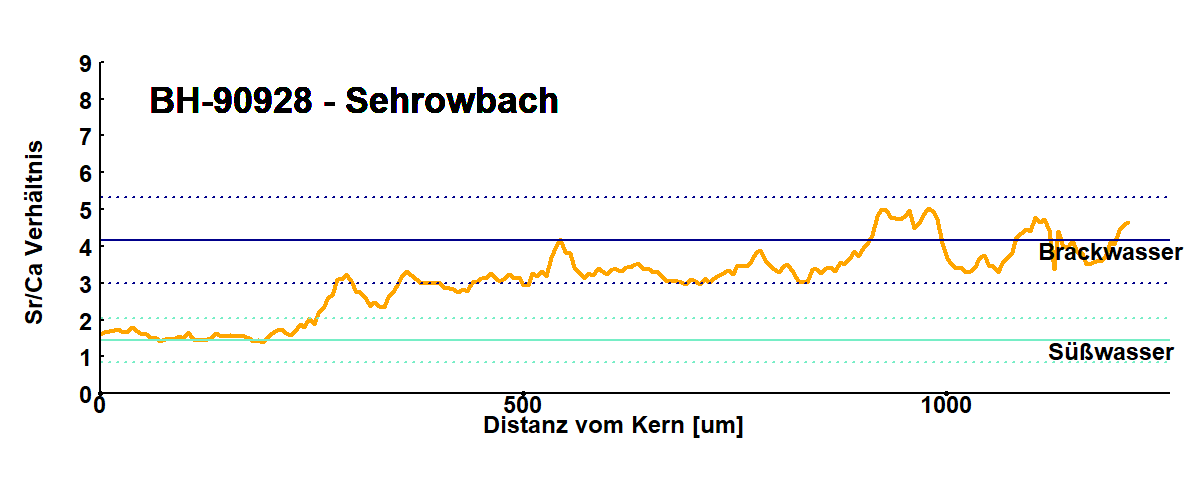 9
BH-90928 - Sehrowbach
8
7
6
5
4
3
2
1
0
Sr/Ca Verhältnis
Brackwasser
Süßwasser
0 500 1000
Distanz vom Kern [um]